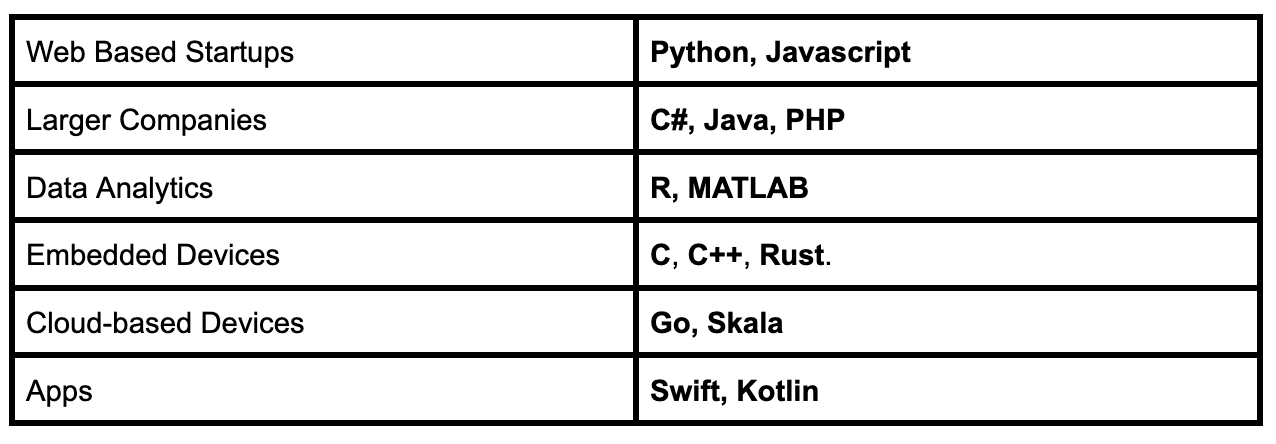 Web Based Startups
Python, Javascript
Larger Companies
C#, Java, PHP
Data Analytics
R, MATLAB
Embedded Devices
C, C++, Rust.
Cloud-based Devices
Go, Skala
Apps
Swift, Kotlin